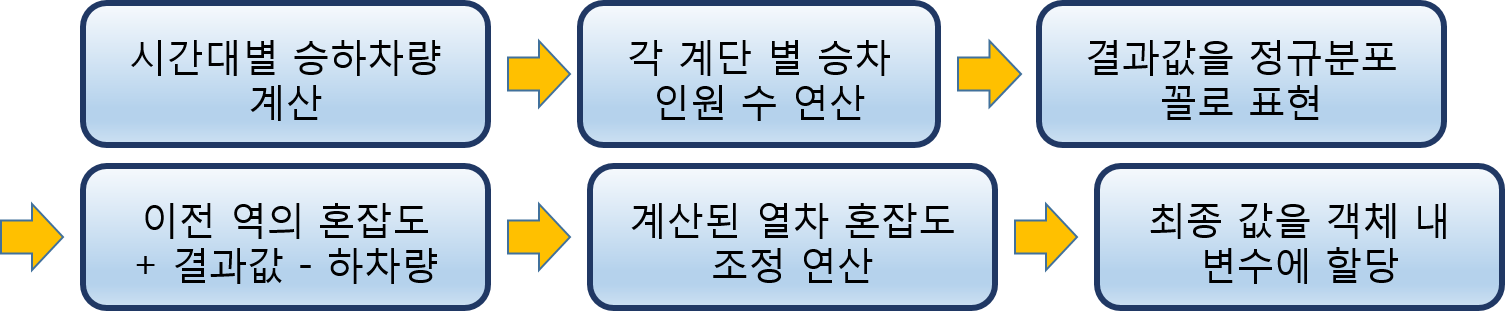 시간대별 승하차량
계산
각 계단 별 승차
인원 수 연산
결과값을 정규분포
꼴로 표현
이전 역의 혼잡도
+ 결과값 - 하차량
계산된 열차 혼잡도
조정 연산
최종 값을 객체 내
변수에 할당